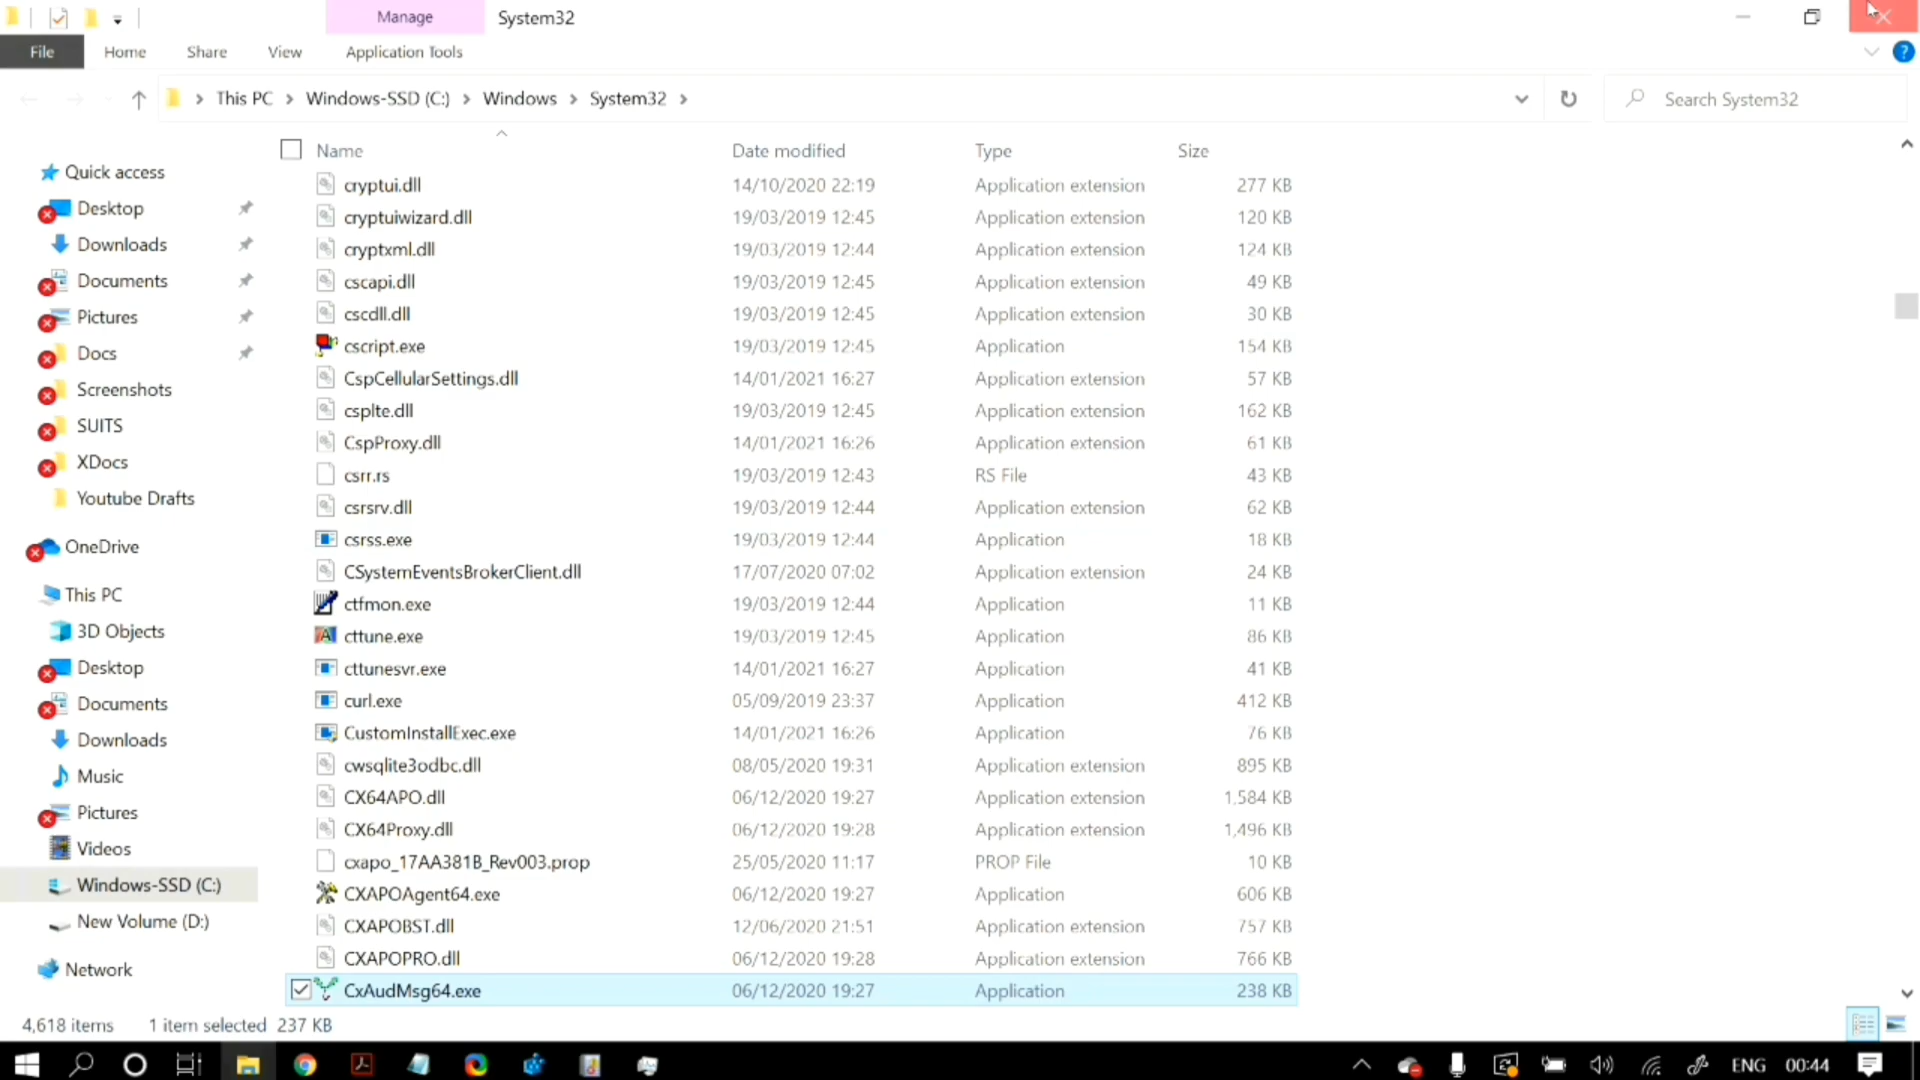 Manage System32
File Home Share View Application Tools
This PC Windows-SSD (C:) Windows System32 Search System32
Name Date modified Type Size
Quick access
Desktop
Downloads
Documents
Pictures
Docs
Screenshots
SUITS
XDocs
Youtube Drafts
OneDrive
This PC
3D Objects
Desktop
Documents
Downloads
Music
Pictures
Videos
Windows-SSD (C:)
New Volume (D:)
Network
cryptui.dll 14/10/2020 22:19 Application extension 277 KB
cryptuiwizard.dll 19/03/2019 12:45 Application extension 120 KB
cryptxml.dll 19/03/2019 12:44 Application extension 124 KB
cscapi.dll 19/03/2019 12:45 Application extension 49 KB
cscdll.dll 19/03/2019 12:45 Application extension 30 KB
cscript.exe 19/03/2019 12:45 Application 154 KB
CspCellularSettings.dll 14/01/2021 16:27 Application extension 57 KB
csplte.dll 19/03/2019 12:45 Application extension 162 KB
CspProxy.dll 14/01/2021 16:26 Application extension 61 KB
csrr.rs 19/03/2019 12:43 RS File 43 KB
csrsrv.dll 19/03/2019 12:44 Application extension 62 KB
csrss.exe 19/03/2019 12:44 Application 18 KB
CSystemEventsBrokerClient.dll 17/07/2020 07:02 Application extension 24 KB
ctfmon.exe 19/03/2019 12:44 Application 11 KB
cttune.exe 19/03/2019 12:45 Application 86 KB
cttunesvr.exe 14/01/2021 16:27 Application 41 KB
curl.exe 05/09/2019 23:37 Application 412 KB
CustomInstallExec.exe 14/01/2021 16:26 Application 76 KB
cwsqlite3odbc.dll 08/05/2020 19:31 Application extension 895 KB
CX64APO.dll 06/12/2020 19:27 Application extension 1,584 KB
CX64Proxy.dll 06/12/2020 19:28 Application extension 1,496 KB
cxapo_17AA381B_Rev003.prop 25/05/2020 11:17 PROP File 10 KB
CXAPOAgent64.exe 06/12/2020 19:27 Application 606 KB
CXAPOBST.dll 12/06/2020 21:51 Application extension 757 KB
CXAPOPRO.dll 06/12/2020 19:28 Application extension 766 KB
CxAudMsg64.exe 06/12/2020 19:27 Application 238 KB
4,618 items 1 item selected 237 KB
ENG 00:44